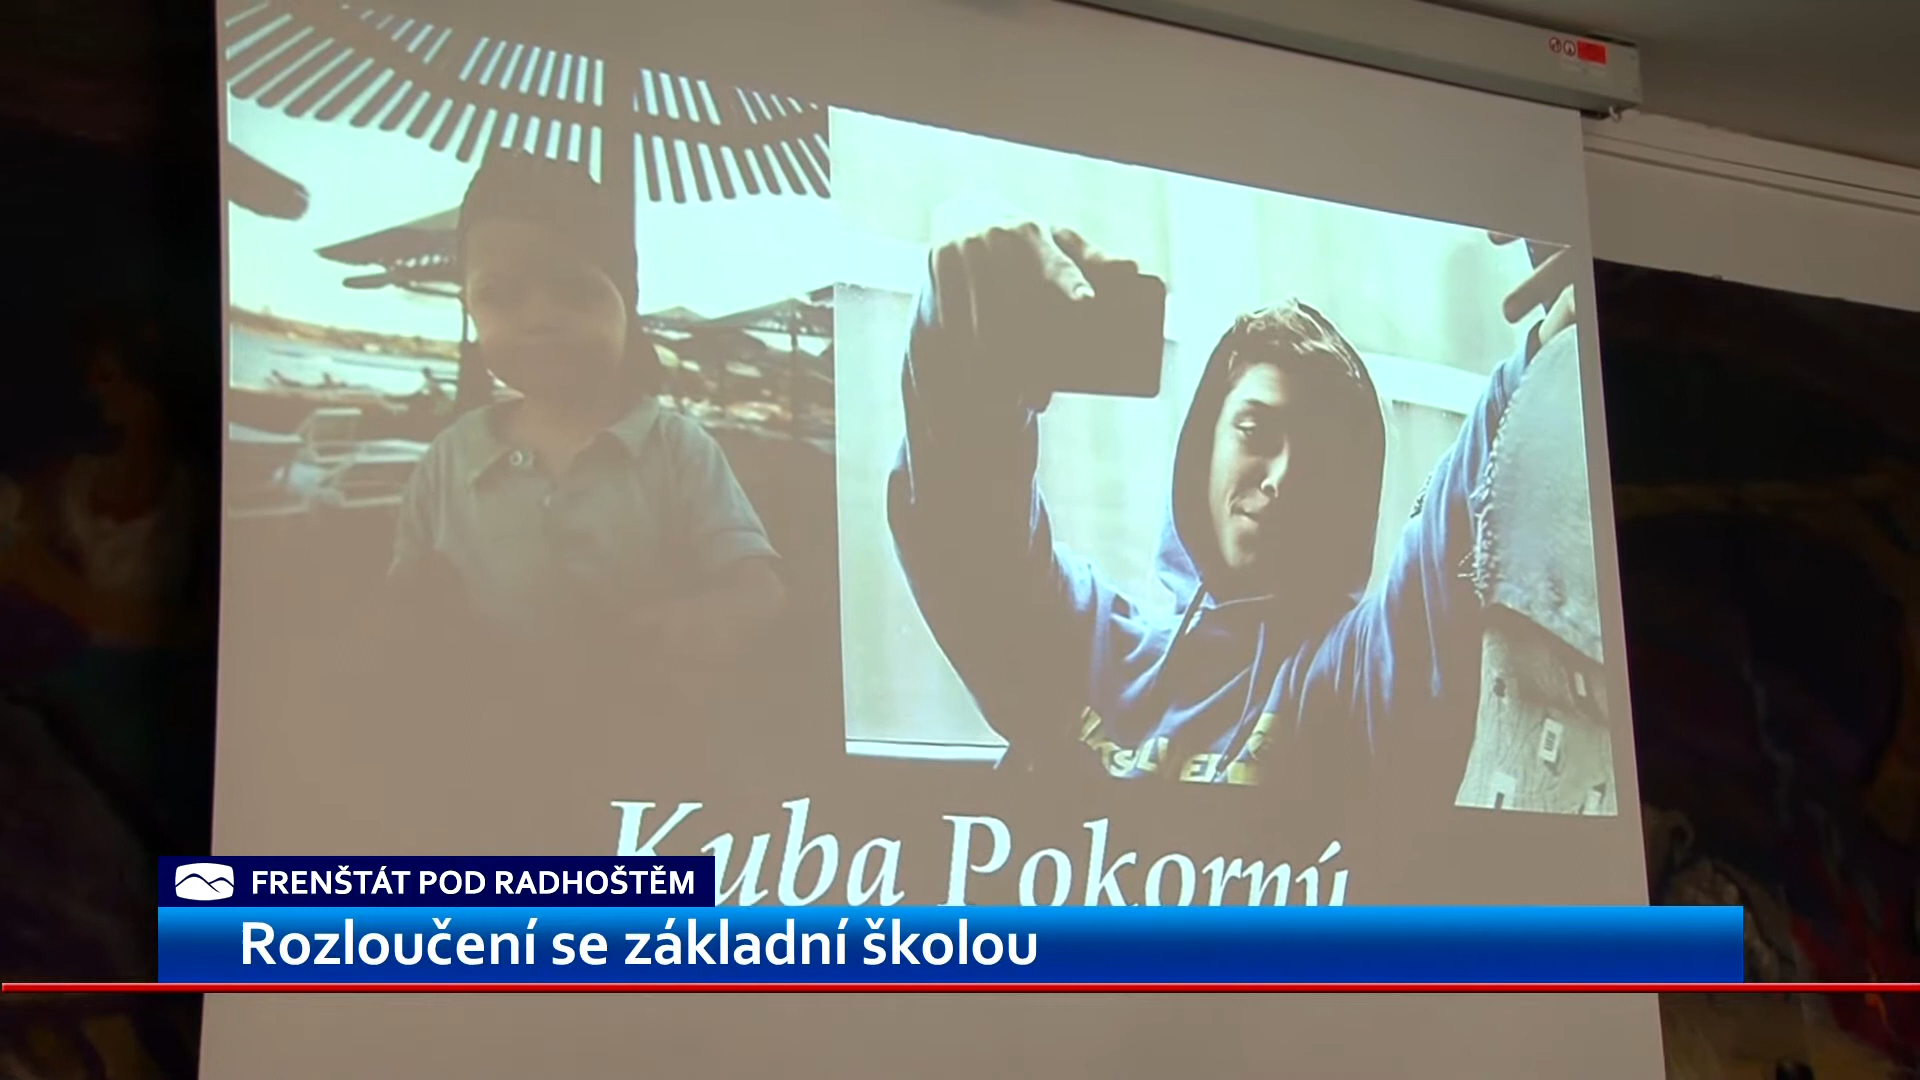 Kuba Pokorný
FRENŠTÁT POD RADHOŠTĚM
Rozloučení se základní školou